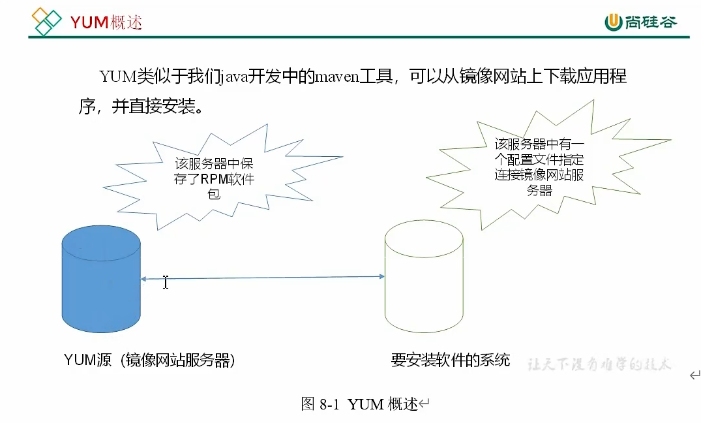 YUM概述
尚硅谷
YUM类似于我们java开发中的maven工具，可以从镜像网站上下载应用程
序，并直接安装。
该服务器中保
存了RPM软件
包
该服务器中有一
个配置文件指定
连接镜像网站服
务器
YUM源（镜像网站服务器）
要安装软件的系统
让天下没有难学的技术
图 8-1 YUM 概述